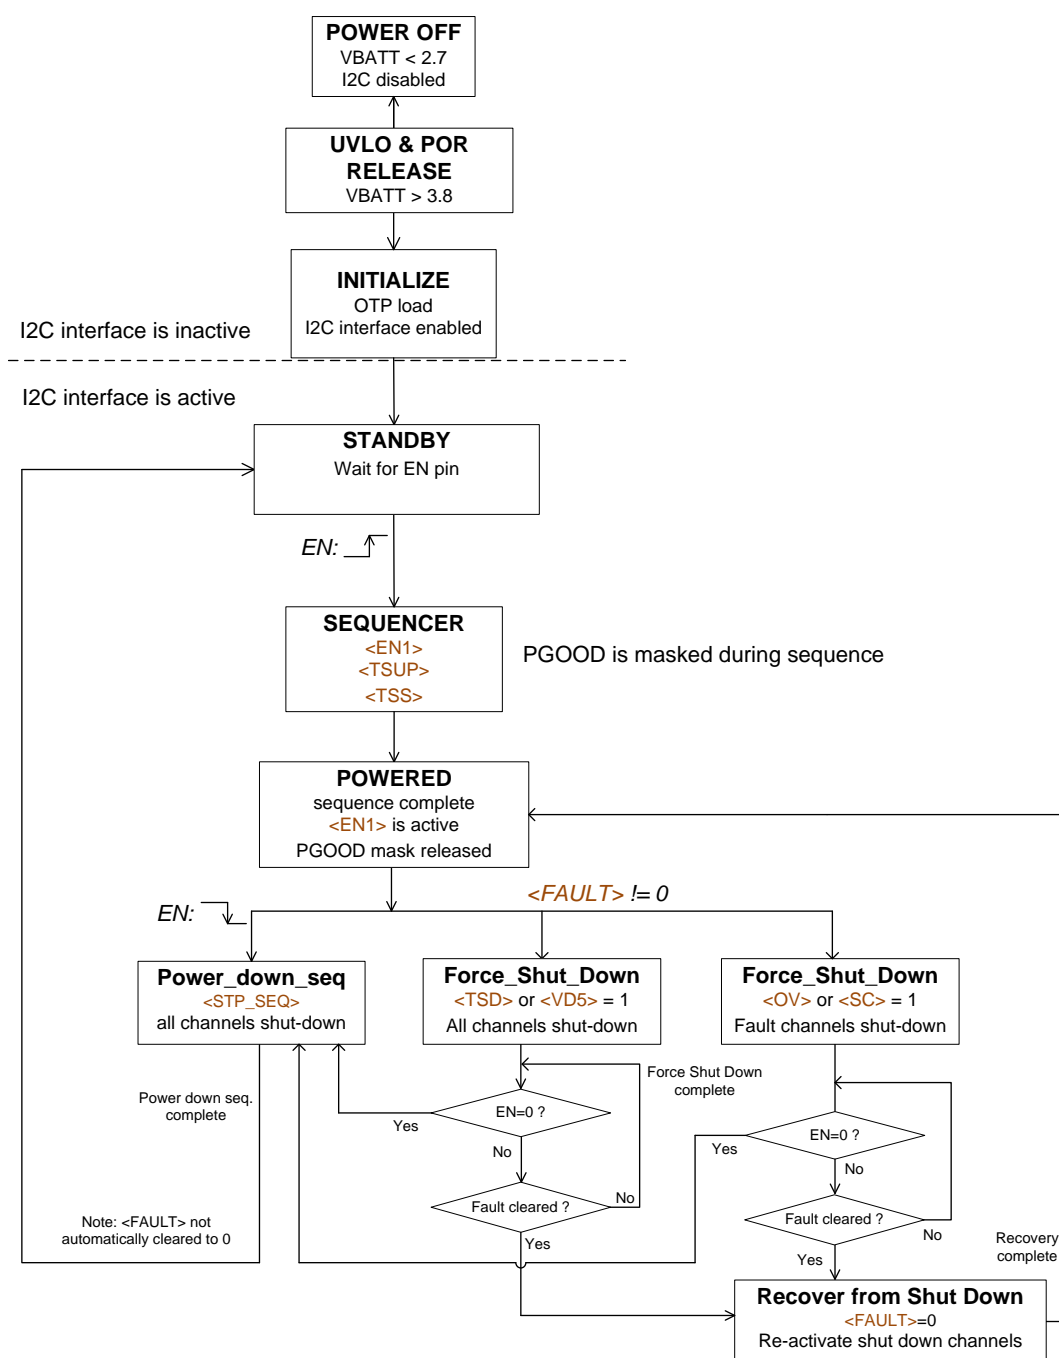 POWER OFF
VBATT < 2.7
I2C disabled
UVLO & POR
RELEASE
VBATT > 3.8
INITIALIZE
OTP load
I2C interface enabled
I2C interface is inactive
I2C interface is active
STANDBY
Wait for EN pin
EN:
SEQUENCER
<EN1>
<TSUP>
<TSS>
PGOOD is masked during sequence
POWERED
sequence complete
<EN1> is active
PGOOD mask released
<FAULT> != 0
EN:
Power_down_seq
<STP_SEQ>
all channels shut-down
Force_Shut_Down
<TSD> or <VD5> = 1
All channels shut-down
Force_Shut_Down
<OV> or <SC> = 1
Fault channels shut-down
Power down seq.
complete
Force Shut Down
complete
EN=0 ?
Yes
No
EN=0 ?
Yes
No
Fault cleared ?
No
Yes
Fault cleared ?
No
Yes
Note: <FAULT> not
automatically cleared to 0
Recovery
complete
Recover from Shut Down
<FAULT>=0
Re-activate shut down channels